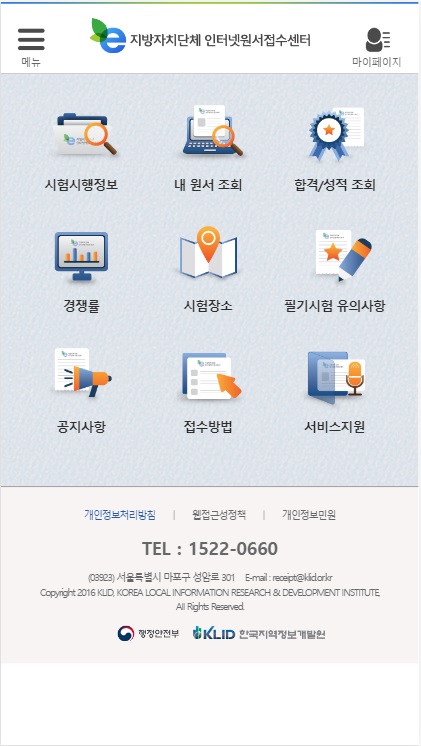 지방자치단체 인터넷원서접수센터
메뉴
마이페이지
시험시행정보
내 원서 조회
합격/성적 조회
경쟁률
시험장소
필기시험 유의사항
공지사항
접수방법
서비스지원
개인정보처리방침 | 웹접근성정책 | 개인정보민원
TEL : 1522-0660
(03923) 서울특별시 마포구 성암로 301 E-mail : receipt@klid.or.kr
Copyright 2016 KLID, KOREA LOCAL INFORMATION RESEARCH & DEVELOPMENT INSTITUTE,
All Rights Reserved.
행정안전부 KLID 한국지역정보개발원